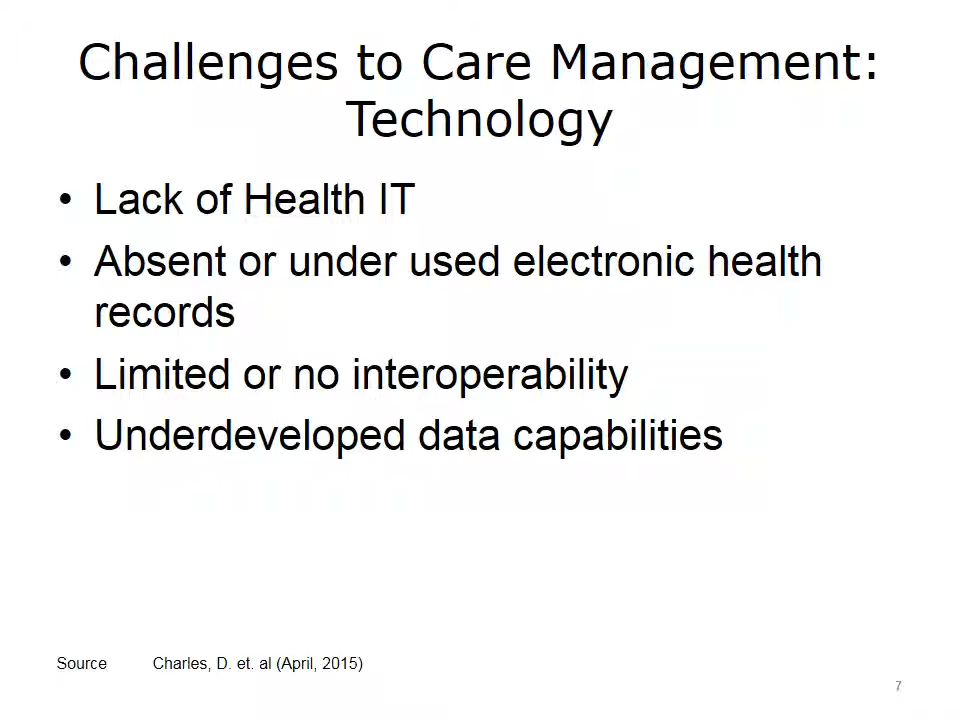 Challenges to Care Management:
Technology
• Lack of Health IT
• Absent or under used electronic health
records
• Limited or no interoperability
• Underdeveloped data capabilities
Source Charles, D. et. al (April, 2015)
7